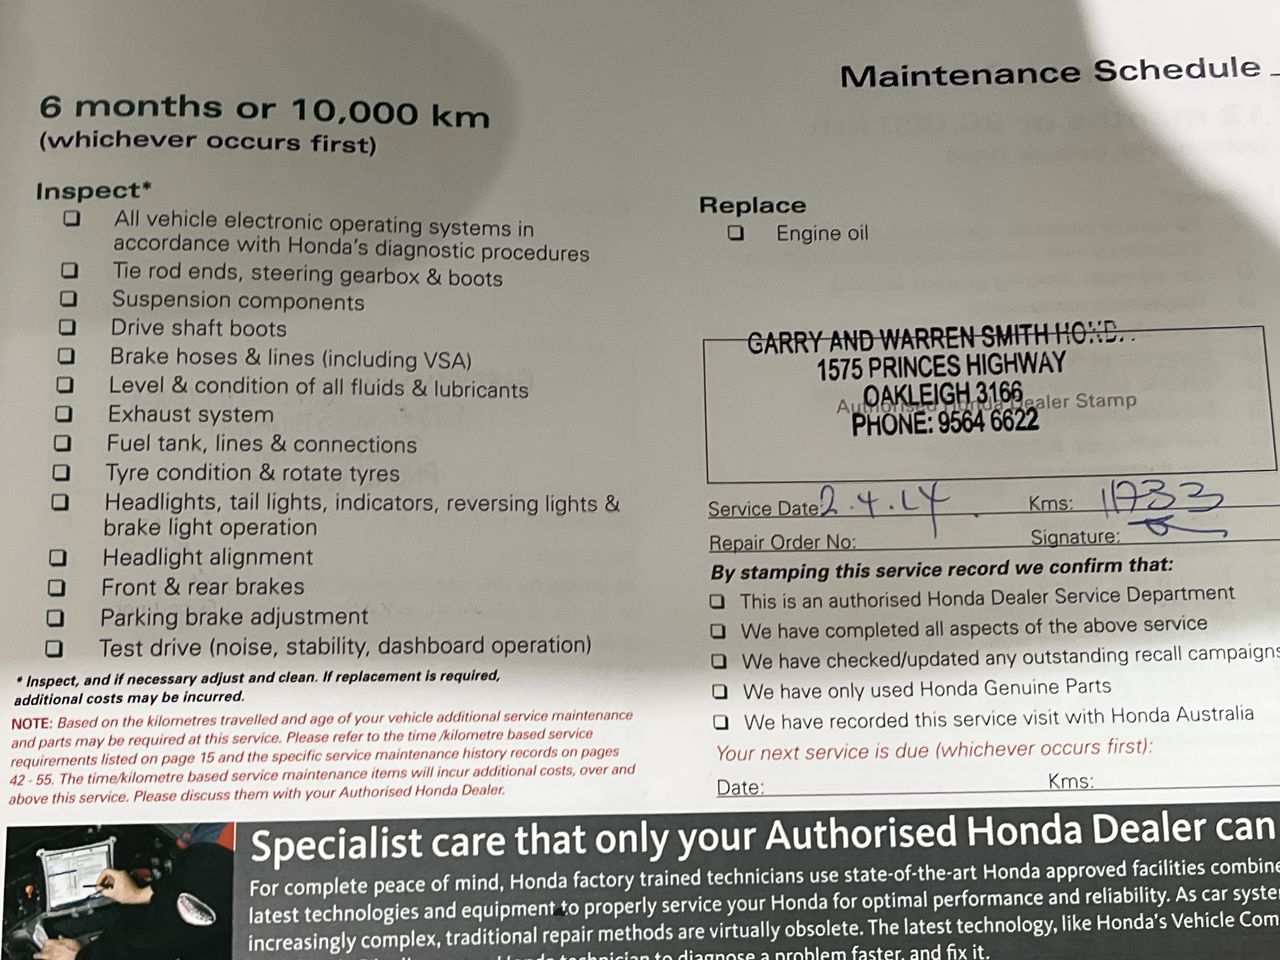 Maintenance Schedule
6 months or 10,000 km
(whichever occurs first)
Inspect*
❏ All vehicle electronic operating systems in
accordance with Honda's diagnostic procedures
❏ Tie rod ends, steering gearbox & boots
❏ Suspension components
❏ Drive shaft boots
❏ Brake hoses & lines (including VSA)
❏ Level & condition of all fluids & lubricants
❏ Exhaust system
❏ Fuel tank, lines & connections
❏ Tyre condition & rotate tyres
❏ Headlights, tail lights, indicators, reversing lights &
brake light operation
❏ Headlight alignment
❏ Front & rear brakes
❏ Parking brake adjustment
❏ Test drive (noise, stability, dashboard operation)
* Inspect, and if necessary adjust and clean. If replacement is required,
additional costs may be incurred.
NOTE: Based on the kilometres travelled and age of your vehicle additional service maintenance
and parts may be required at this service. Please refer to the time /kilometre based service
requirements listed on page 15 and the specific service maintenance history records on pages
42 - 55. The time/kilometre based service maintenance items will incur additional costs, over and
above this service. Please discuss them with your Authorised Honda Dealer.
Replace
❏ Engine oil
GARRY AND WARREN SMITH HOND
1575 PRINCES HIGHWAY
OAKLEIGH 3166
Authorised Honda Dealer Stamp
PHONE: 9564 6622
Service Date: 2.4.14 Kms: 11733
Repair Order No: Signature:
By stamping this service record we confirm that:
❏ This is an authorised Honda Dealer Service Department
❏ We have completed all aspects of the above service
❏ We have checked/updated any outstanding recall campaigns
❏ We have only used Honda Genuine Parts
❏ We have recorded this service visit with Honda Australia
Your next service is due (whichever occurs first):
Date: Kms:
Specialist care that only your Authorised Honda Dealer can
For complete peace of mind, Honda factory trained technicians use state-of-the-art Honda approved facilities combine
latest technologies and equipment to properly service your Honda for optimal performance and reliability. As car syste
increasingly complex, traditional repair methods are virtually obsolete. The latest technology, like Honda's Vehicle Com
technician to diagnose a problem faster, and fix it.